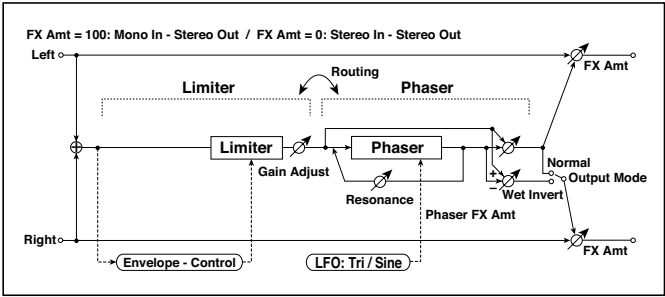 FX Amt = 100: Mono In - Stereo Out / FX Amt = 0: Stereo In - Stereo Out
Left
FX Amt
Routing
Limiter
Phaser
Limiter
Phaser
Gain Adjust
Normal
Output Mode
Resonance
+
–
Wet Invert
Phaser FX Amt
Right
FX Amt
Envelope - Control
LFO: Tri / Sine